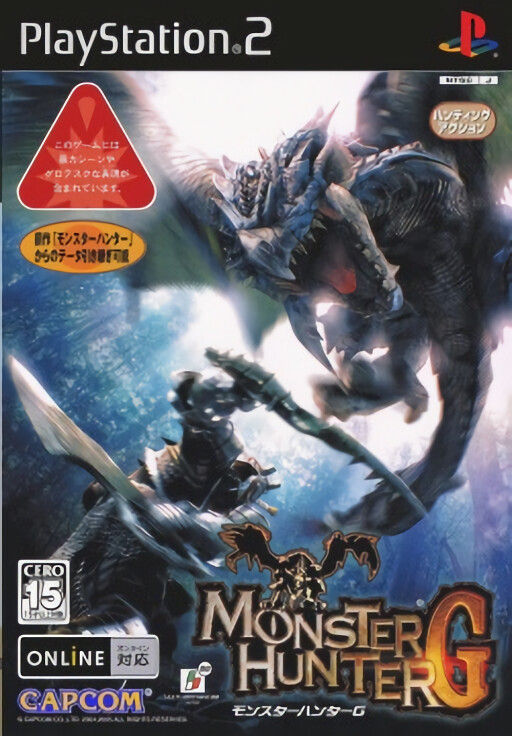 PlayStation.2
NTSC J
ハンティング
アクション
このゲームには
暴力シーンや
グロテスクな表現が
含まれています。
前作「モンスターハンター」
からのデータ引き継ぎ可能
CERO
15
ONLINE
オンライン
対応
MONSTER
HUNTER G
モンスターハンターG
CAPCOM